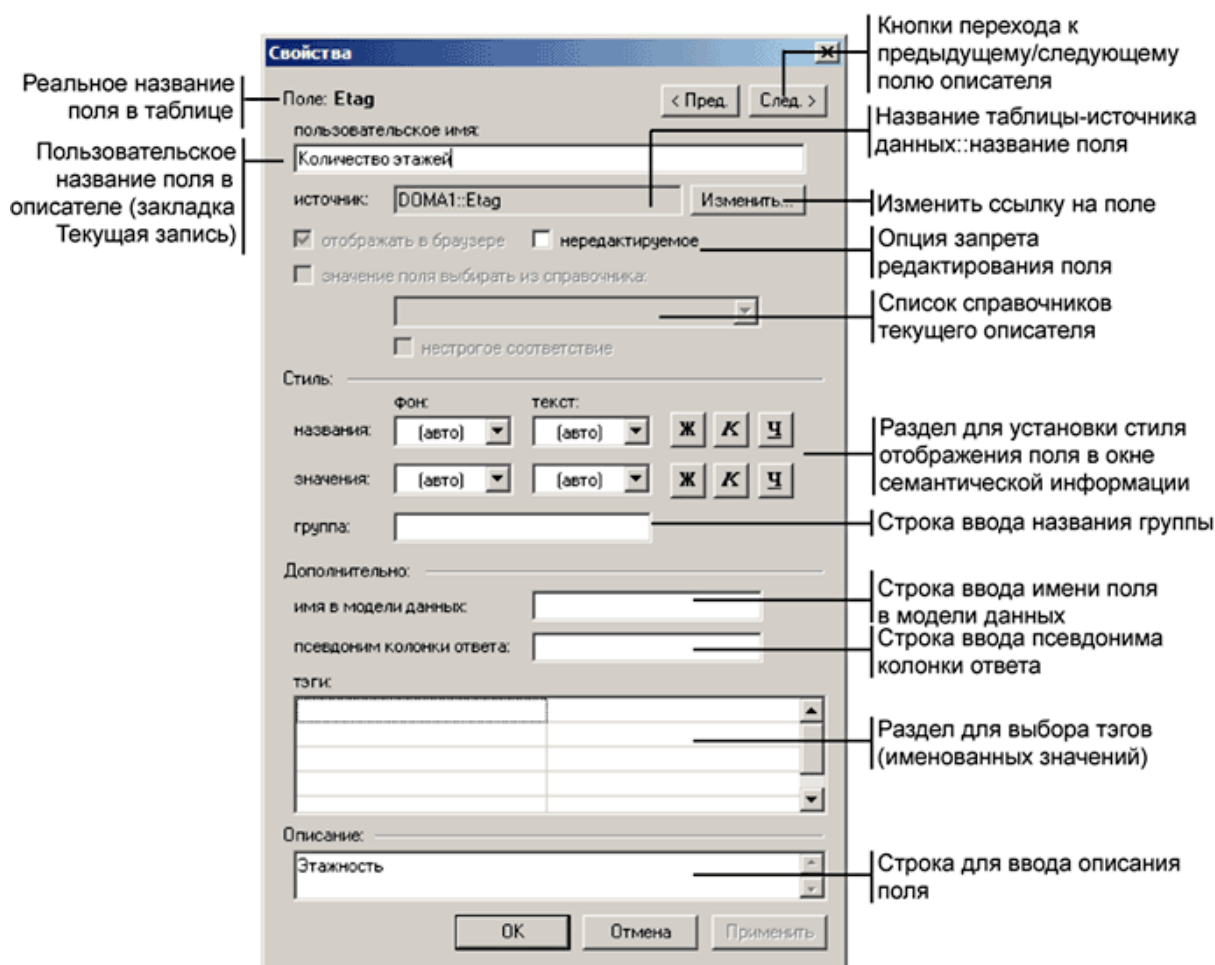 Кнопки перехода к
предыдущему/следующему
полю описателя
Свойства
Реальное название
поля в таблице
Поле: Etag
< Пред.
След. >
Название таблицы-источника
данных::название поля
пользовательское имя:
Пользовательское
название поля в
описателе (закладка
Текущая запись)
Количество этажей
источник: DOMA1::Etag Изменить...
Изменить ссылку на поле
отображать в браузере нередактируемое
Опция запрета
редактирования поля
значение поля выбирать из справочника:
Список справочников
текущего описателя
нестрогое соответствие
Стиль:
фон: текст:
названия: (авто) (авто) Ж К Ч
значения: (авто) (авто) Ж К Ч
Раздел для установки стиля
отображения поля в окне
семантической информации
группа:
Строка ввода названия группы
Дополнительно:
имя в модели данных:
Строка ввода имени поля
в модели данных
псевдоним колонки ответа:
Строка ввода псевдонима
колонки ответа
тэги:
Раздел для выбора тэгов
(именованных значений)
Описание:
Этажность
Строка для ввода описания
поля
OK Отмена Применить